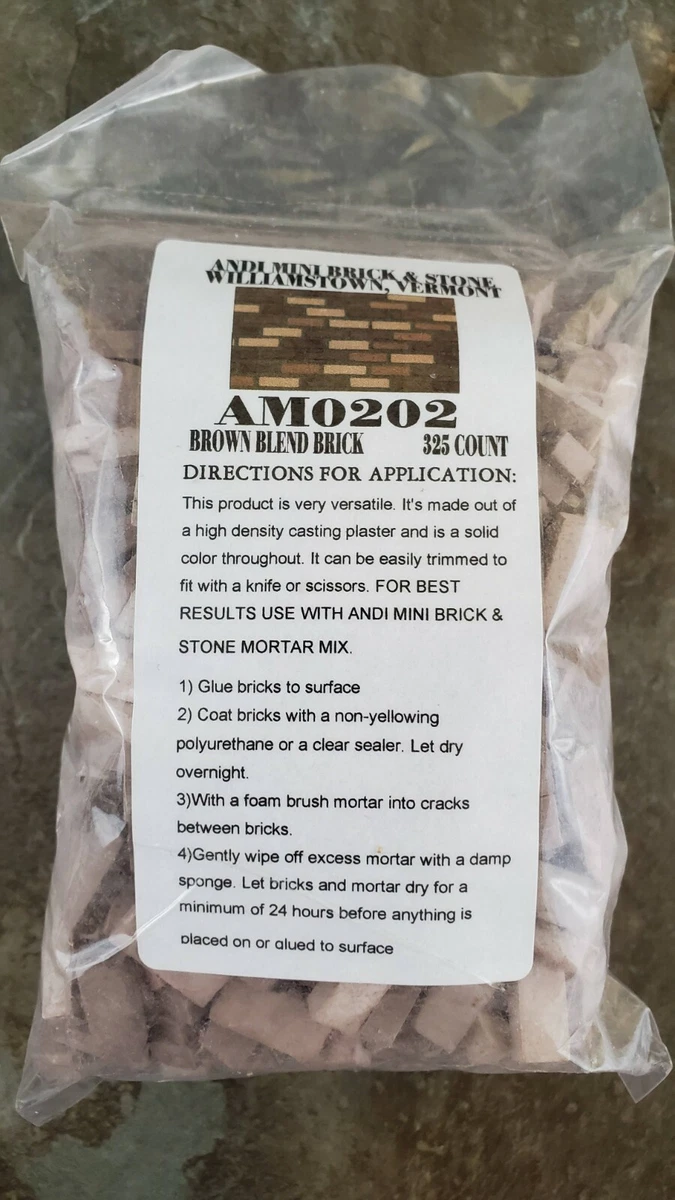 ANDI MINI BRICK & STONE
WILLIAMSTOWN, VERMONT
AM0202
BROWN BLEND BRICK 325 COUNT
DIRECTIONS FOR APPLICATION:
This product is very versatile. It's made out of
a high density casting plaster and is a solid
color throughout. It can be easily trimmed to
fit with a knife or scissors. FOR BEST
RESULTS USE WITH ANDI MINI BRICK &
STONE MORTAR MIX.
1) Glue bricks to surface
2) Coat bricks with a non-yellowing
polyurethane or a clear sealer. Let dry
overnight.
3)With a foam brush mortar into cracks
between bricks.
4)Gently wipe off excess mortar with a damp
sponge. Let bricks and mortar dry for a
minimum of 24 hours before anything is
placed on or glued to surface